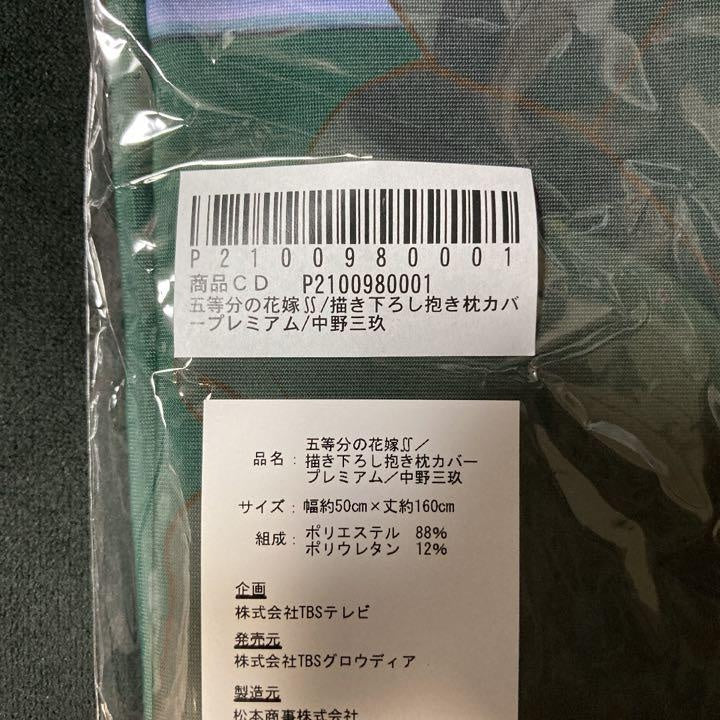 P2100980001
商品CD P2100980001
五等分の花嫁∬/描き下ろし抱き枕カバ
ープレミアム/中野三玖
五等分の花嫁∬／
品名： 描き下ろし抱き枕カバー
プレミアム／中野三玖
サイズ： 幅約50cm×丈約160cm
組成： ポリエステル 88%
ポリウレタン 12%
企画
株式会社TBSテレビ
発売元
株式会社TBSグロウディア
製造元
松本商事株式会社